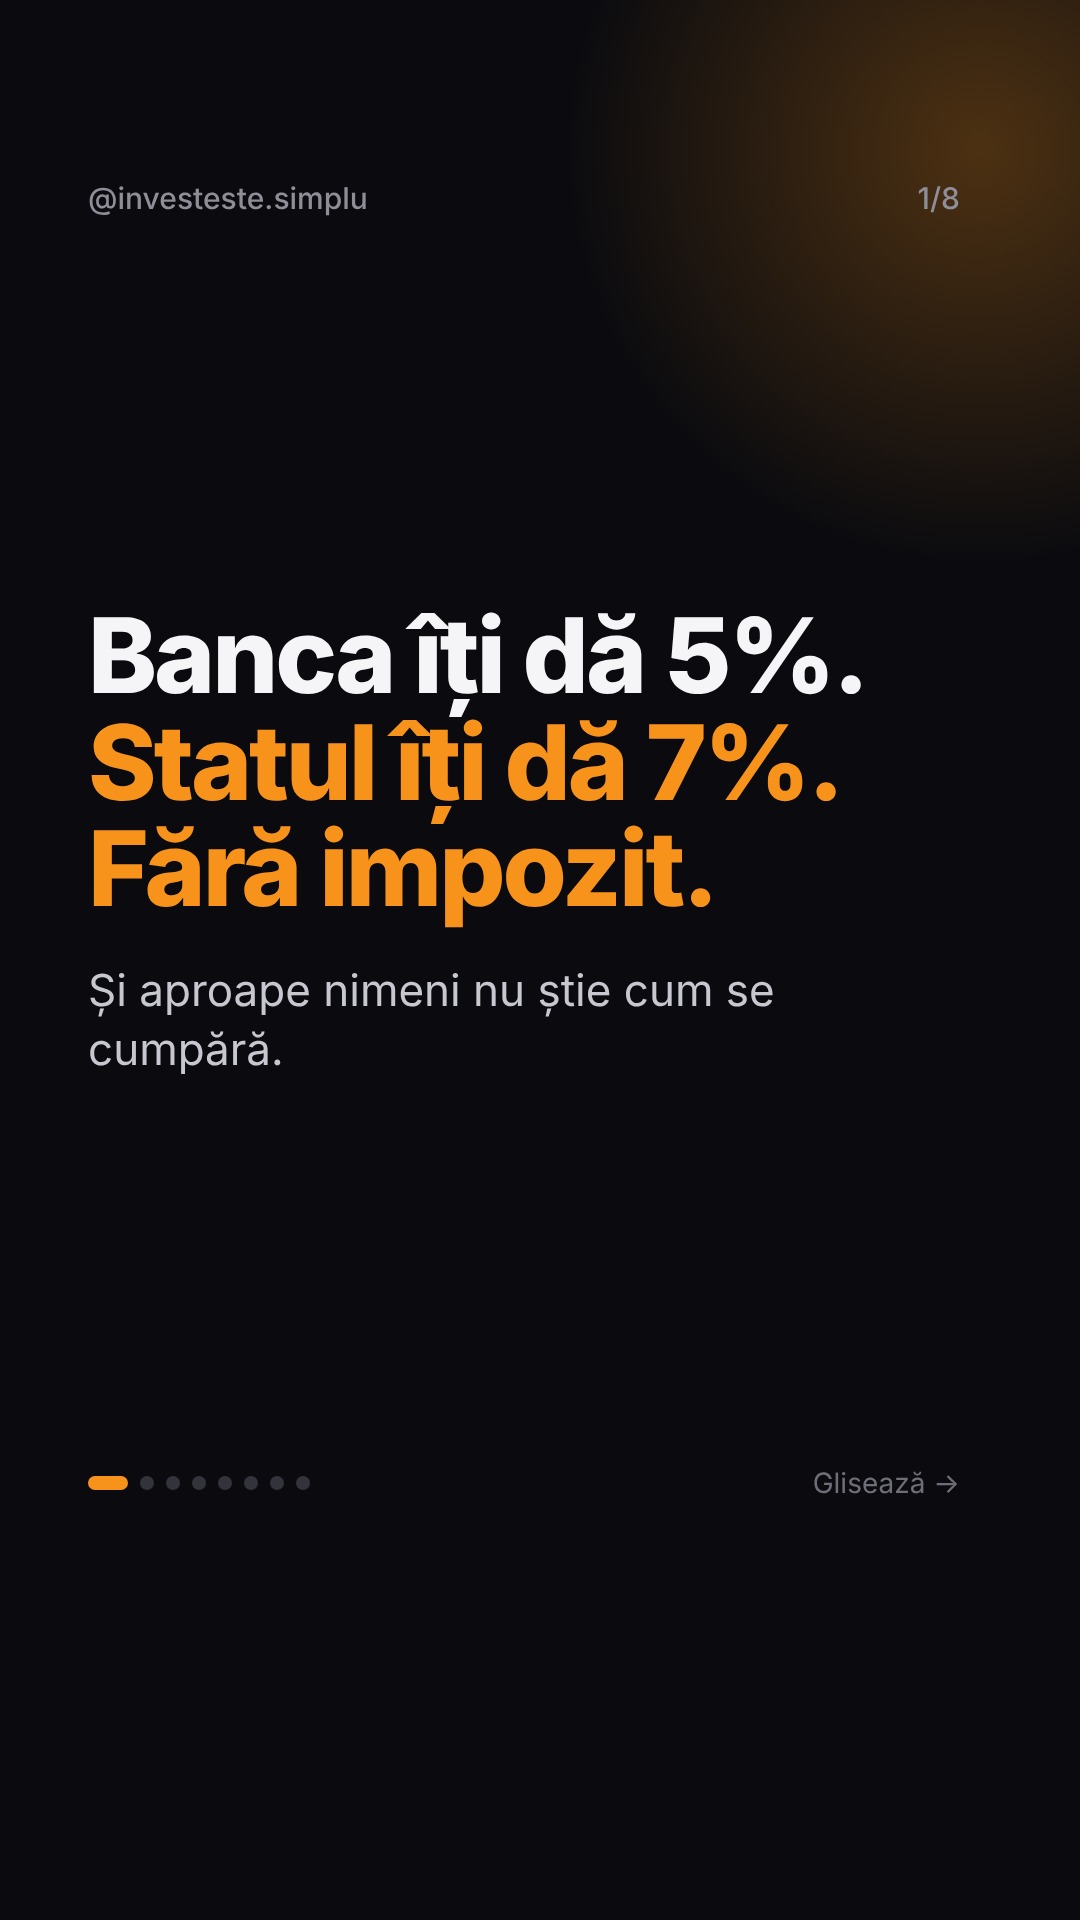 @investeste.simplu
1/8
Banca îți dă 5%.
Statul îți dă 7%.
Fără impozit.
Și aproape nimeni nu știe cum se
cumpără.
Glisează →